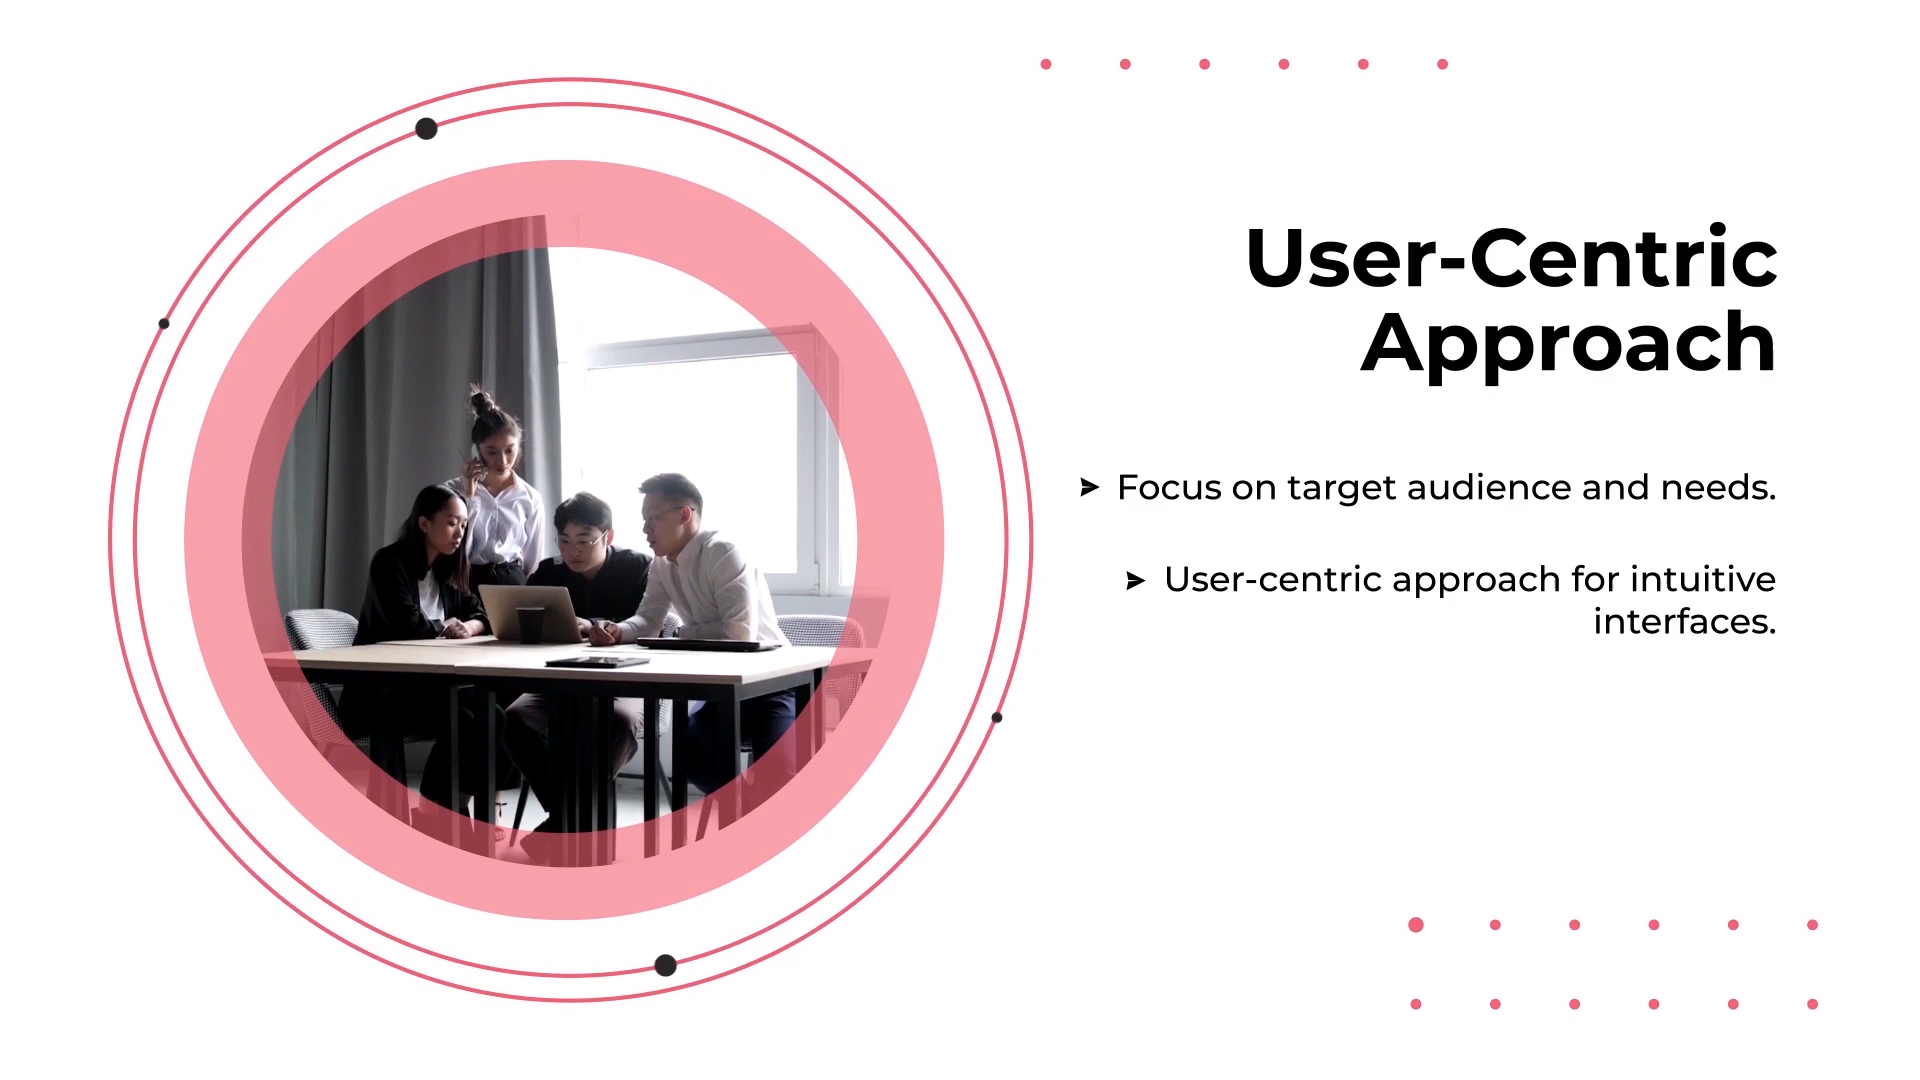 User-Centric
Approach
➤ Focus on target audience and needs.
➤ User-centric approach for intuitive
interfaces.